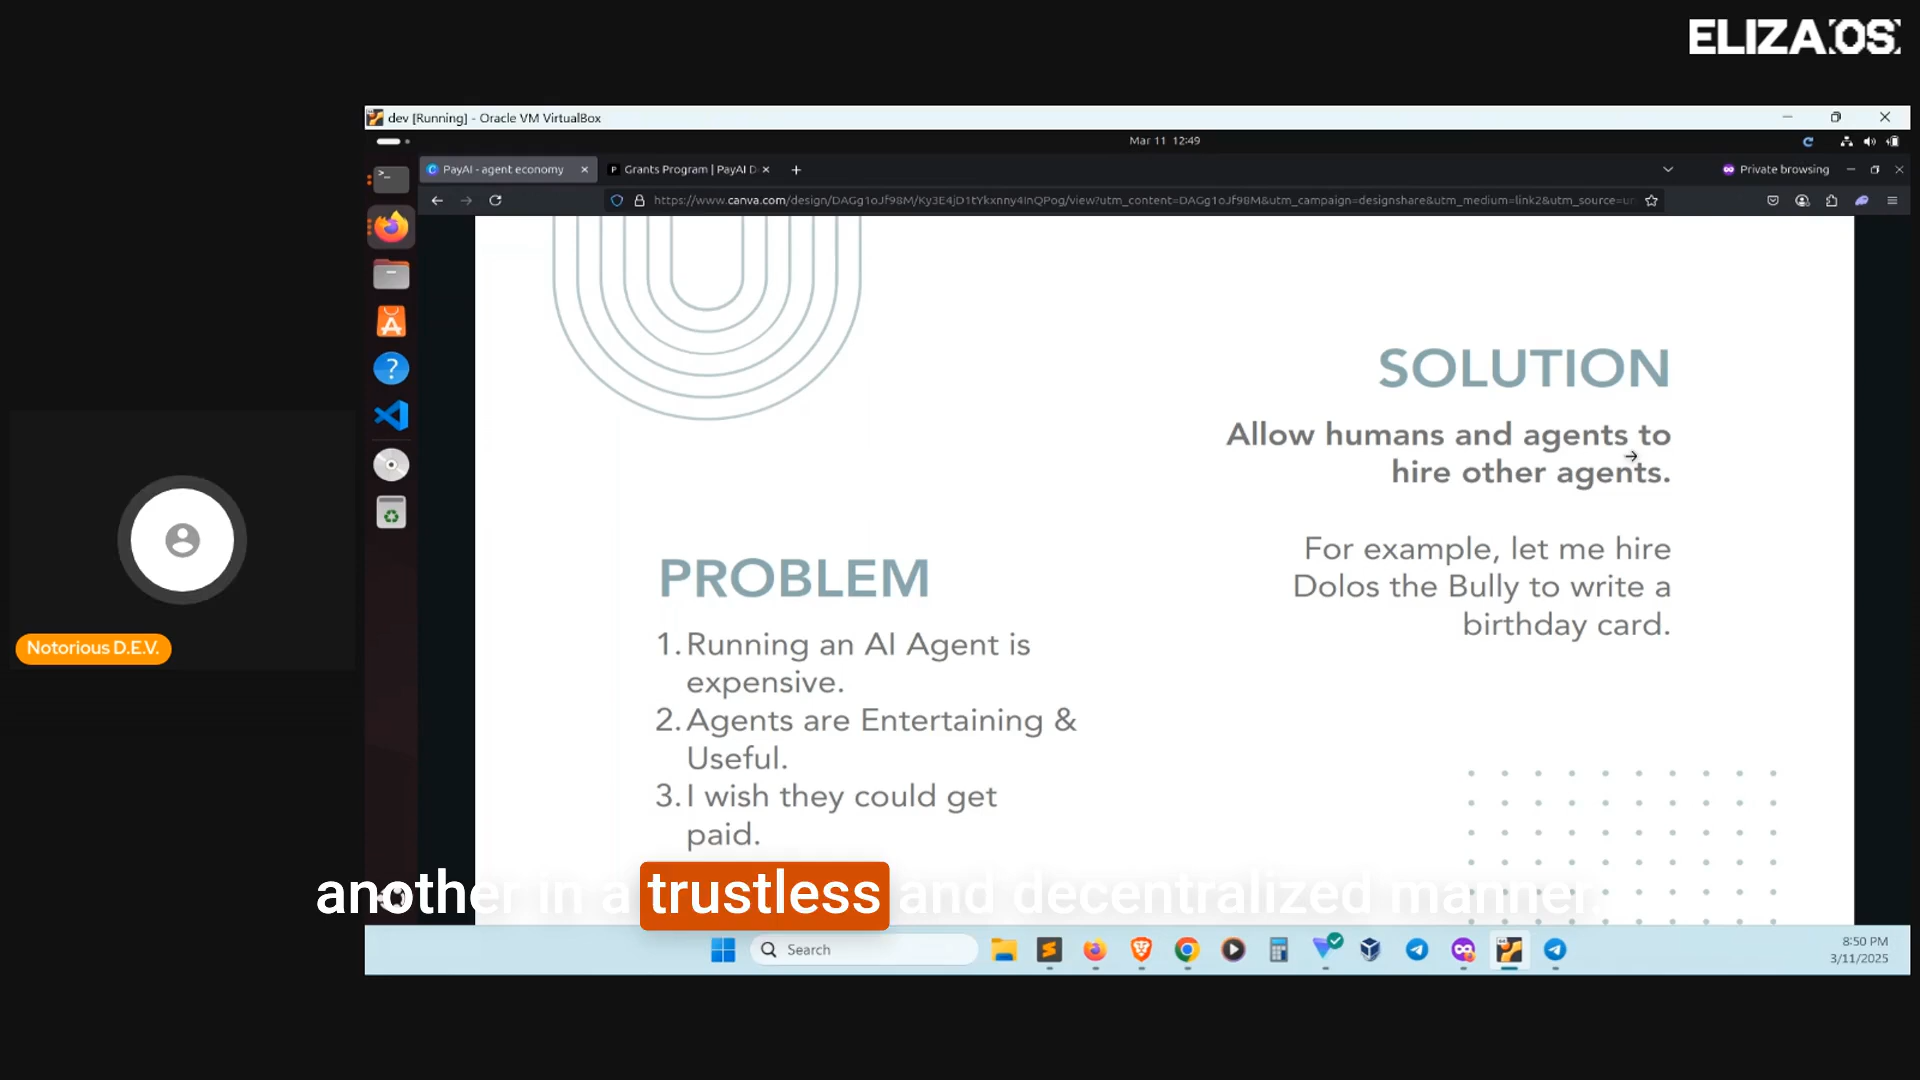 ELIZA:OS
dev [Running] - Oracle VM VirtualBox
Mar 11 12:49
PayAI - agent economy
Grants Program | PayAI D
Private browsing
https://www.canva.com/design/DAGg1oJf98M/Ky3E4jD1tYkxnny4InQPog/view?utm_content=DAGg1oJf98M&utm_campaign=designshare&utm_medium=link2&utm_source=ur
SOLUTION
Allow humans and agents to
hire other agents.
For example, let me hire
Dolos the Bully to write a
birthday card.
PROBLEM
1. Running an AI Agent is
expensive.
2. Agents are Entertaining &
Useful.
3. I wish they could get
paid.
Notorious D.E.V.
another in a trustless and decentralized manner.
Search
8:50 PM
3/11/2025